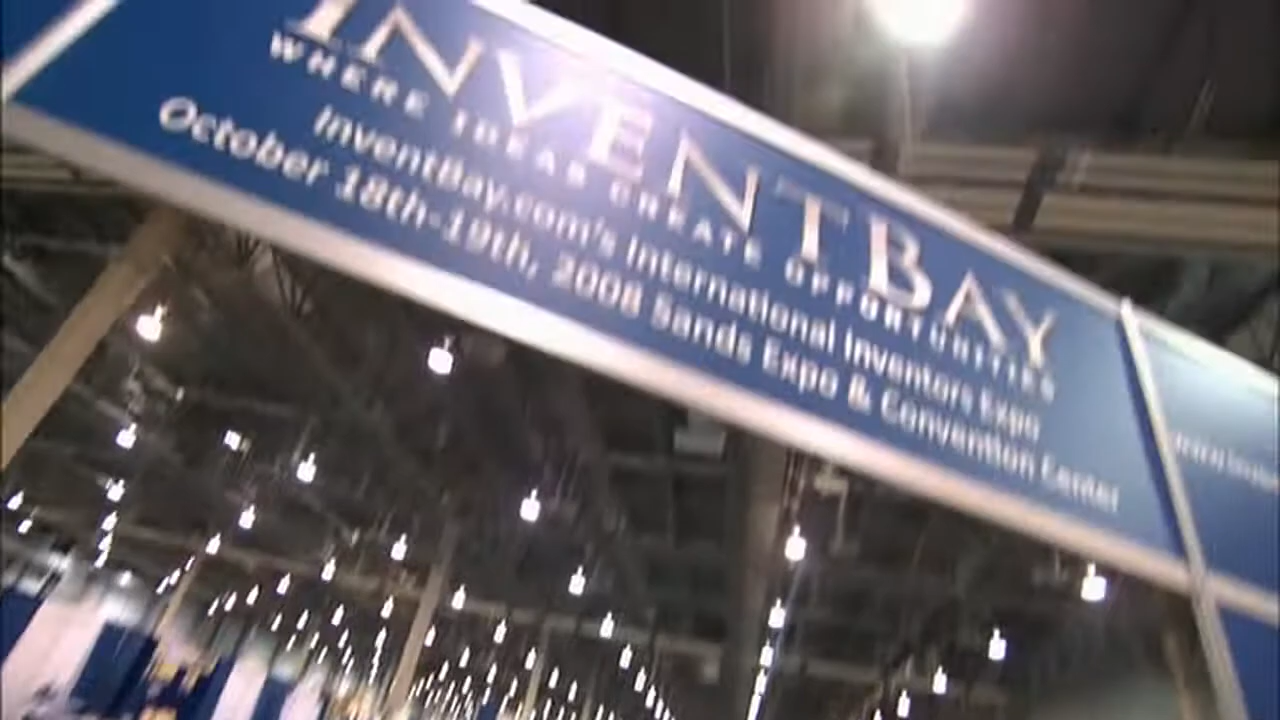 INVENTBAY
WHERE IDEAS CREATE OPPORTUNITIES
InventBay.com's International Inventors Expo
October 18th-19th, 2008 Sands Expo & Convention Center